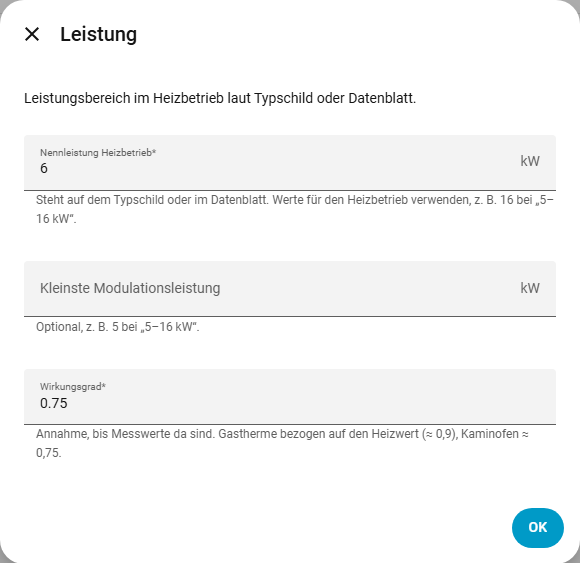 Leistung
Leistungsbereich im Heizbetrieb laut Typschild oder Datenblatt.
Nennleistung Heizbetrieb*
6
kW
Steht auf dem Typschild oder im Datenblatt. Werte für den Heizbetrieb verwenden, z. B. 16 bei „5–
16 kW“.
Kleinste Modulationsleistung
kW
Optional, z. B. 5 bei „5–16 kW“.
Wirkungsgrad*
0.75
Annahme, bis Messwerte da sind. Gastherme bezogen auf den Heizwert (≈ 0,9), Kaminofen ≈
0,75.
OK